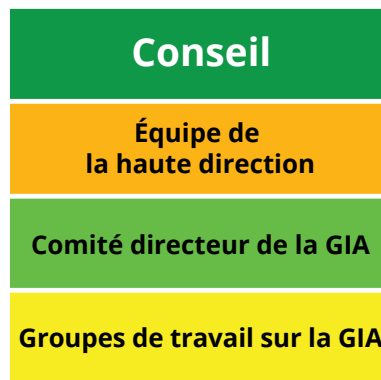 Conseil
Équipe de
la haute direction
Comité directeur de la GIA
Groupes de travail sur la GIA